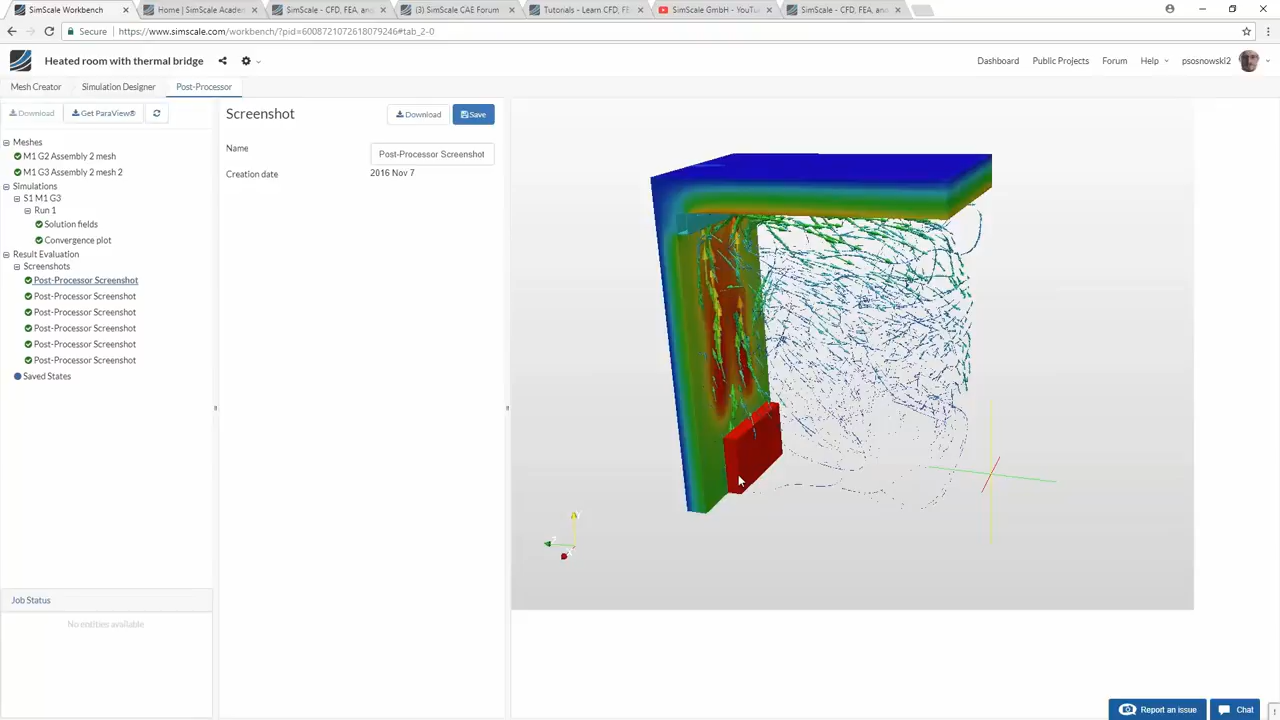 SimScale Workbench
Home | SimScale Acade
SimScale - CFD, FEA, an
(3) SimScale CAE Forum
Tutorials - Learn CFD, F
SimScale GmbH - YouTu
SimScale - CFD, FEA, an
Secure https://www.simscale.com/workbench/?pid=6008721072618079246#tab_2-0
Heated room with thermal bridge
Dashboard Public Projects Forum Help psosnowski2
Mesh Creator Simulation Designer Post-Processor
Download Get ParaView®
Screenshot
Download Save
Meshes
M1 G2 Assembly 2 mesh
M1 G3 Assembly 2 mesh 2
Simulations
S1 M1 G3
Run 1
Solution fields
Convergence plot
Result Evaluation
Screenshots
Post-Processor Screenshot
Post-Processor Screenshot
Post-Processor Screenshot
Post-Processor Screenshot
Post-Processor Screenshot
Post-Processor Screenshot
Saved States
Name Post-Processor Screenshot
Creation date 2016 Nov 7
Job Status
No entities available
Report an issue
Chat